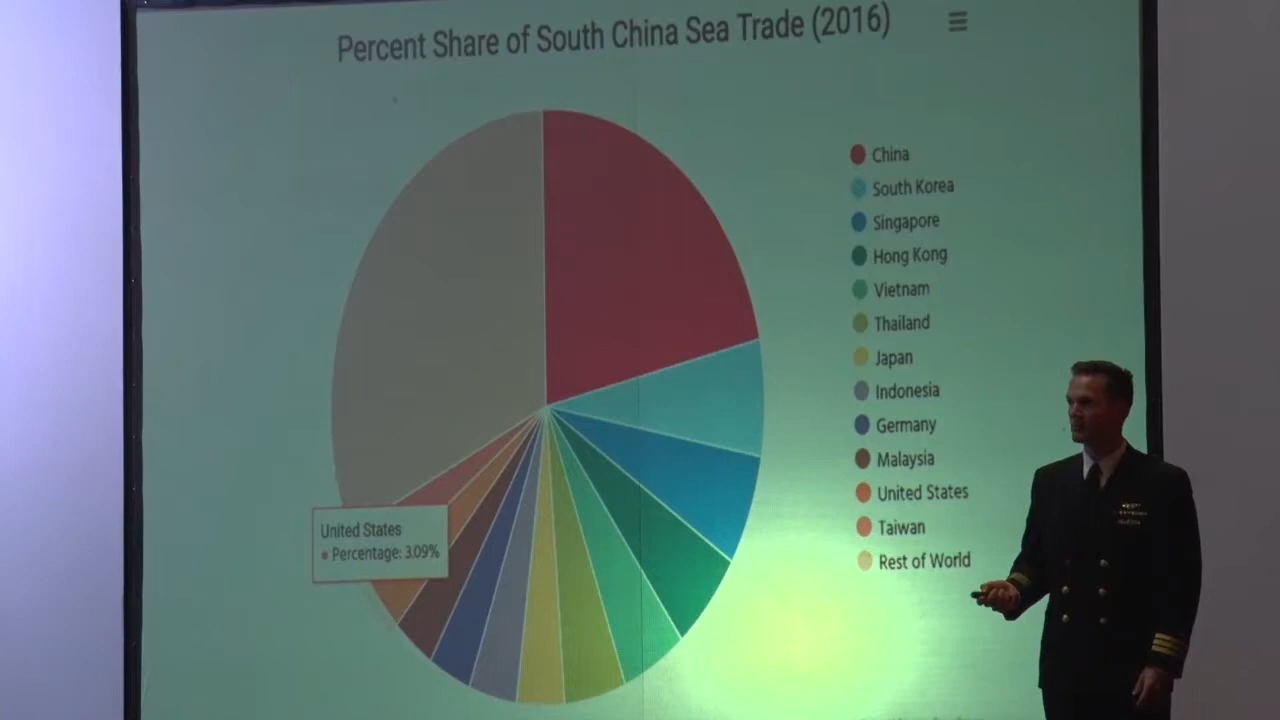 Percent Share of South China Sea Trade (2016)
China
South Korea
Singapore
Hong Kong
Vietnam
Thailand
Japan
Indonesia
Germany
Malaysia
United States
Taiwan
Rest of World
United States
Percentage: 3.09%